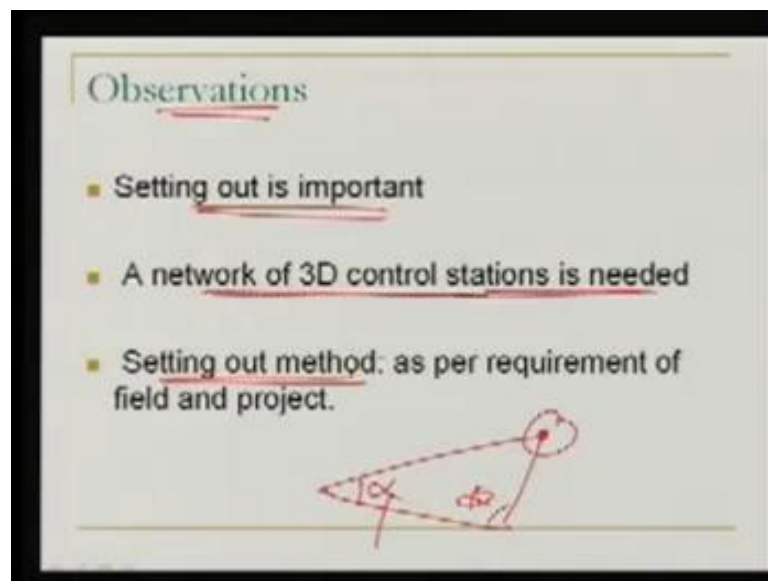 Observations
Setting out is important
A network of 3D control stations is needed
Setting out method: as per requirement of
field and project.
α